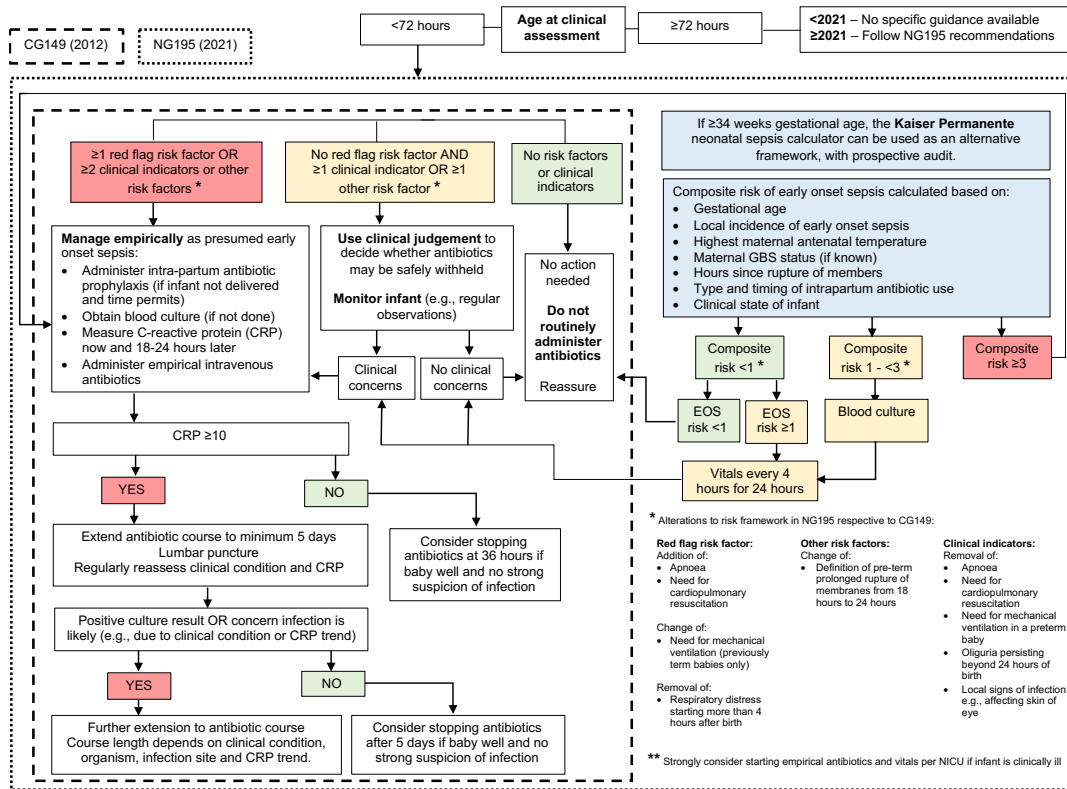 CG149 (2012)
NG195 (2021)
<72 hours
Age at clinical
assessment
≥72 hours
<2021 – No specific guidance available
≥2021 – Follow NG195 recommendations
≥1 red flag risk factor OR
≥2 clinical indicators or other
risk factors *
No red flag risk factor AND
≥1 clinical indicator OR ≥1
other risk factor *
No risk factors
or clinical
indicators
Manage empirically as presumed early
onset sepsis:
• Administer intra-partum antibiotic
prophylaxis (if infant not delivered
and time permits
• Obtain blood culture (if not done)
• Measure C-reactive protein (CRP)
now and 18-24 hours later
• Administer empirical intravenous
antibiotics
Use clinical judgement to
decide whether antibiotics
may be safely withheld
Monitor infant (e.g., regular
observations)
No action
needed
Do not
routinely
administer
antibiotics
Reassure
Clinical
concerns
No clinical
concerns
CRP ≥10
YES
NO
Extend antibiotic course to minimum 5 days
Lumbar puncture
Regularly reassess clinical condition and CRP
Consider stopping
antibiotics at 36 hours if
baby well and no strong
suspicion of infection
Positive culture result OR concern infection is
likely (e.g., due to clinical condition or CRP trend)
YES
NO
Further extension to antibiotic course
Course length depends on clinical condition,
organism, infection site and CRP trend.
Consider stopping antibiotics
after 5 days if baby well and no
strong suspicion of infection
If ≥34 weeks gestational age, the Kaiser Permanente
neonatal sepsis calculator can be used as an alternative
framework, with prospective audit.
Composite risk of early onset sepsis calculated based on:
• Gestational age
• Local incidence of early onset sepsis
• Highest maternal antenatal temperature
• Maternal GBS status (if known)
• Hours since rupture of members
• Type and timing of intrapartum antibiotic use
• Clinical state of infant
Composite
risk <1 *
Composite
risk 1 - <3 *
Composite
risk ≥3
EOS
risk <1
EOS
risk ≥1
Blood culture
Vitals every 4
hours for 24 hours
* Alterations to risk framework in NG195 respective to CG149:
Red flag risk factor:
Addition of:
• Apnoea
• Need for
cardiopulmonary
resuscitation
Change of:
• Need for mechanical
ventilation (previously
term babies only)
Removal of:
• Respiratory distress
starting more than 4
hours after birth
Other risk factors:
Change of:
• Definition of pre-term
prolonged rupture of
membranes from 18
hours to 24 hours
Clinical indicators:
Removal of:
• Apnoea
• Need for
cardiopulmonary
resuscitation
• Need for mechanical
ventilation in a preterm
baby
• Oliguria persisting
beyond 24 hours of
birth
• Local signs of infection
e.g., affecting skin of
eye
** Strongly consider starting empirical antibiotics and vitals per NICU if infant is clinically ill